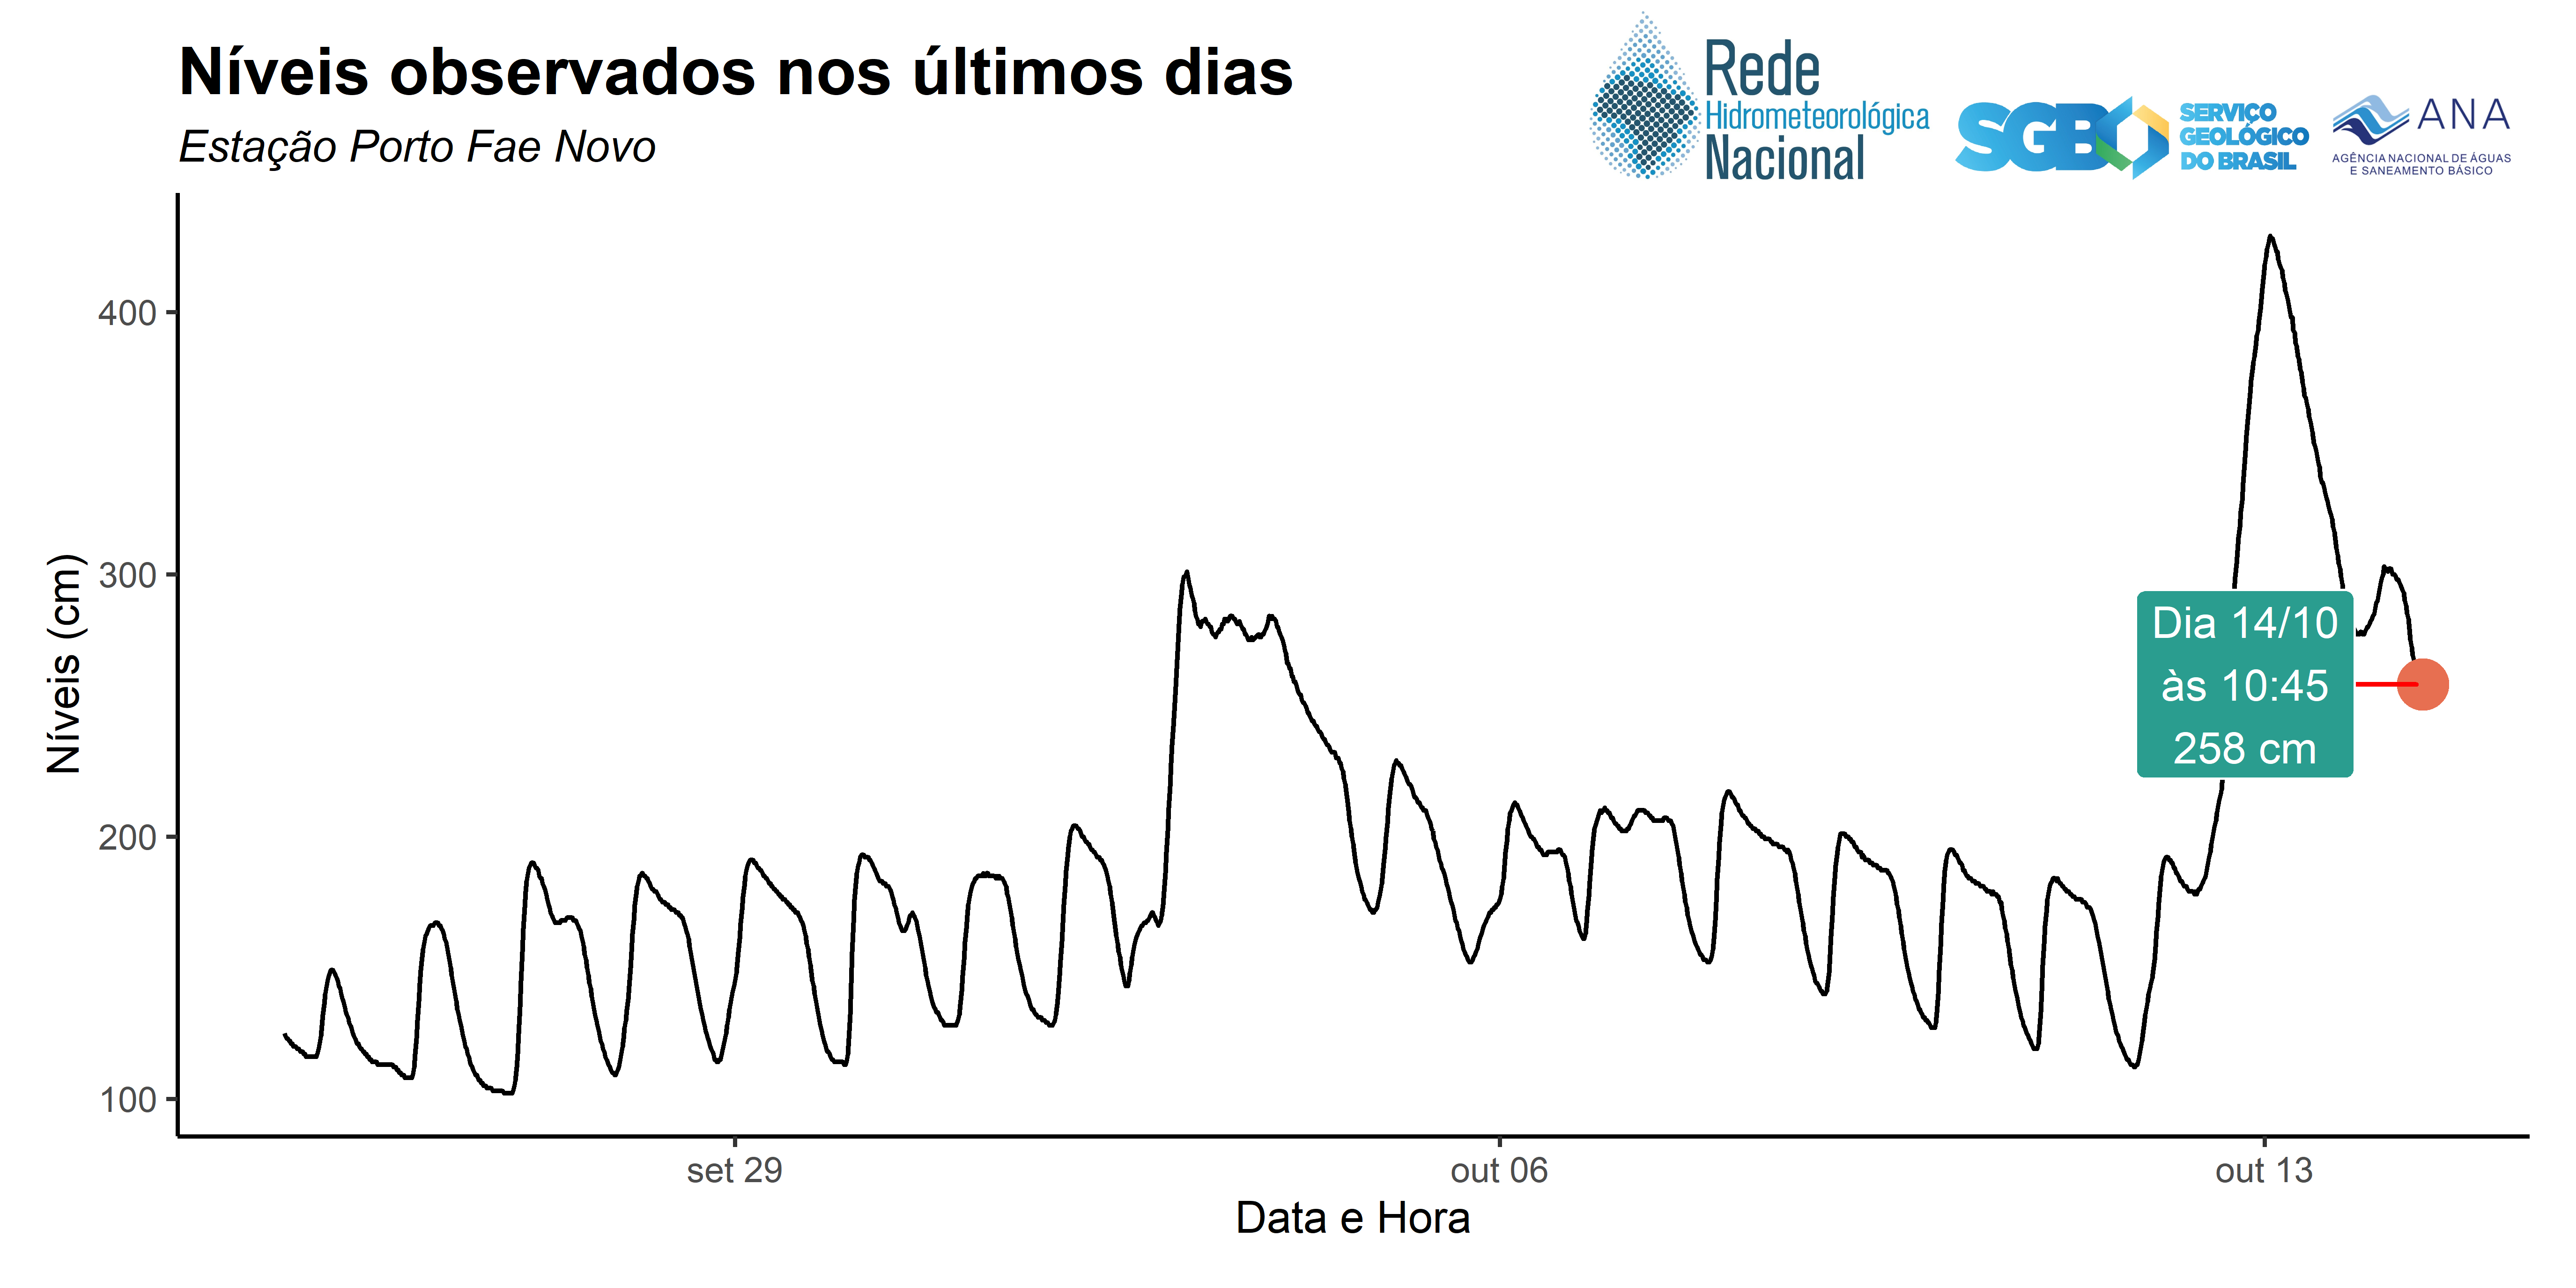 Níveis observados nos últimos dias
Estação Porto Fae Novo
Rede
Hidrometeorológica
Nacional
SGB
SERVIÇO
GEOLÓGICO
DO BRASIL
ANA
AGÊNCIA NACIONAL DE ÁGUAS
E SANEAMENTO BÁSICO
Níveis (cm)
400
300
200
100
Dia 14/10
às 10:45
258 cm
set 29
out 06
out 13
Data e Hora